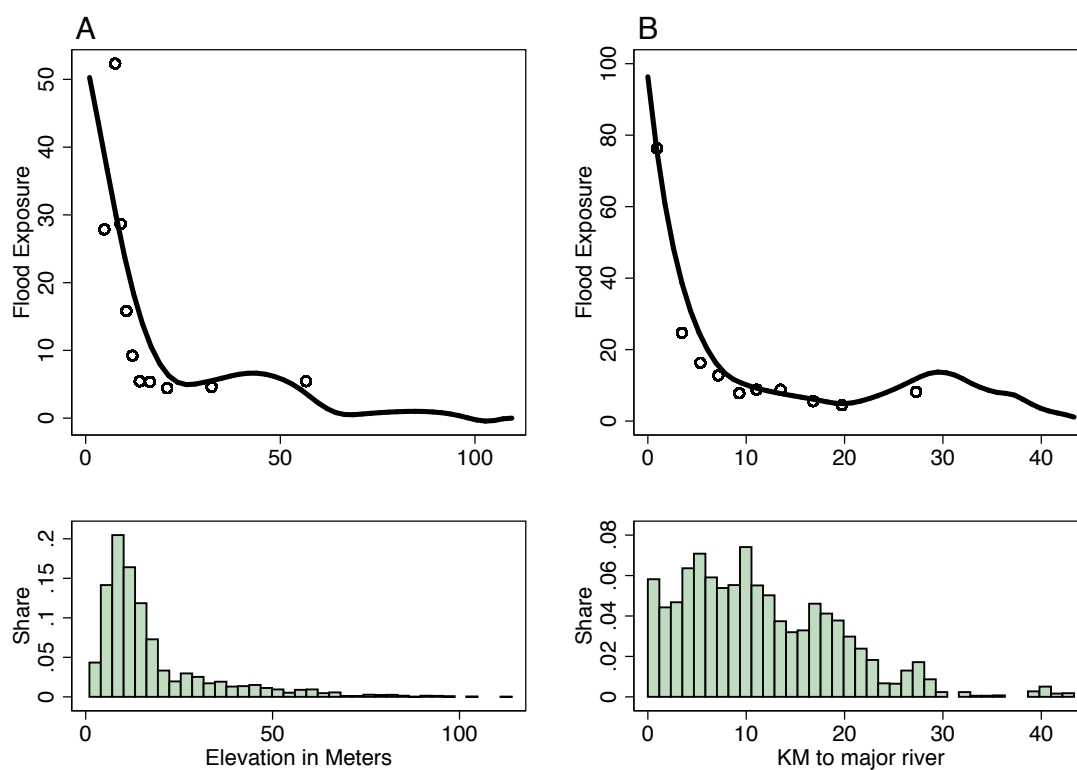 A
Flood Exposure
50
40
30
20
10
0
0 50 100
B
Flood Exposure
100
80
60
40
20
0
0 10 20 30 40
Share
.2
.15
.1
.05
0
0 50 100
Elevation in Meters
Share
.08
.06
.04
.02
0
0 10 20 30 40
KM to major river